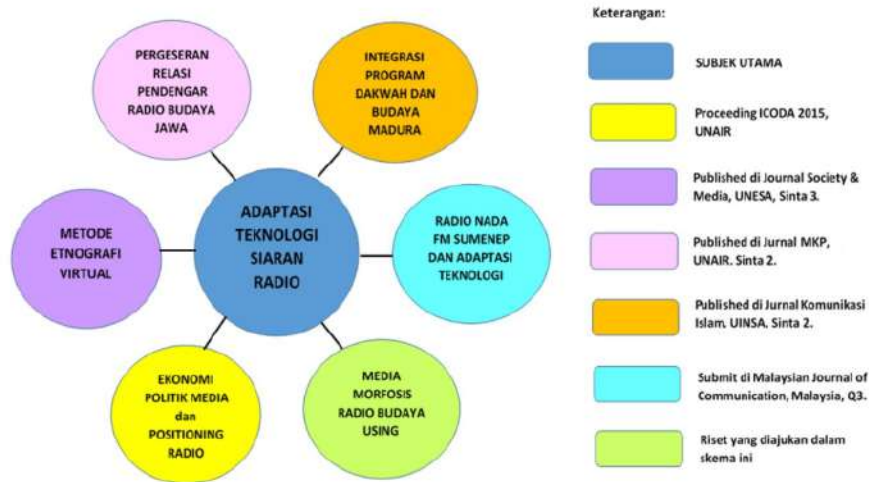 PERGESERAN
RELASI
PENDENGAR
RADIO BUDAYA
JAWA
INTEGRASI
PROGRAM
DAKWAH DAN
BUDAYA
MADURA
METODE
ETNOGRAFI
VIRTUAL
ADAPTASI
TEKNOLOGI
SIARAN
RADIO
RADIO NADA
FM SUMENEP
DAN ADAPTASI
TEKNOLOGI
EKONOMI
POLITIK MEDIA
dan
POSITIONING
RADIO
MEDIA
MORFOSIS
RADIO BUDAYA
USING
Keterangan:
SUBJEK UTAMA
Proceeding ICODA 2015,
UNAIR
Published di Journal Society &
Media, UNESA, Sinta 3.
Published di Jurnal MKP,
UNAIR. Sinta 2.
Published di Jurnal Komunikasi
Islam. UINSA. Sinta 2.
Submit di Malaysian Journal of
Communication, Malaysia, Q3.
Riset yang diajukan dalam
skema ini